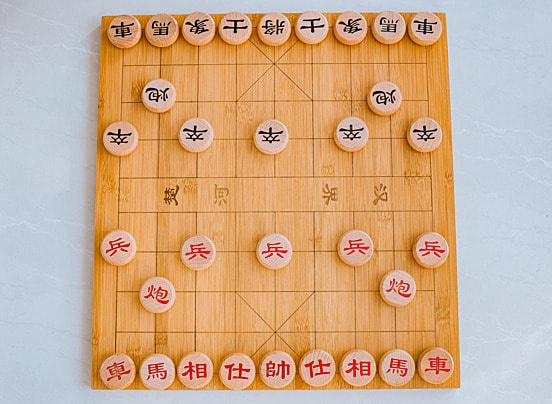 車 馬 象 士 將 士 象 馬 車
炮 炮
卒 卒 卒 卒 卒
楚 河 界 汉
兵 兵 兵 兵 兵
炮 炮
車 馬 相 仕 帥 仕 相 馬 車